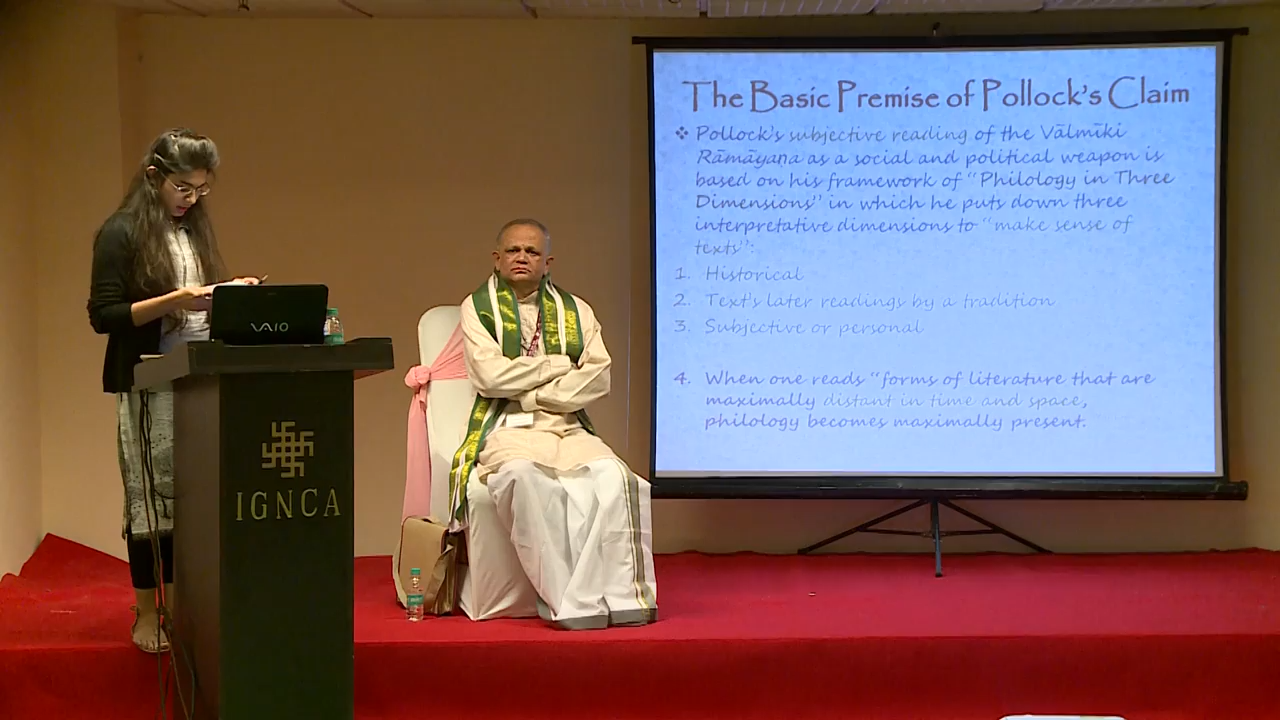 The Basic Premise of Pollock's Claim
❖ Pollock's subjective reading of the Vālmīki
Rāmāyaṇa as a social and political weapon is
based on his framework of "Philology in Three
Dimensions" in which he puts down three
interpretative dimensions to "make sense of
texts":
1. Historical
2. Text's later readings by a tradition
3. Subjective or personal
4. When one reads "forms of literature that are
maximally distant in time and space,
philology becomes maximally present.
VAIO
IGNCA